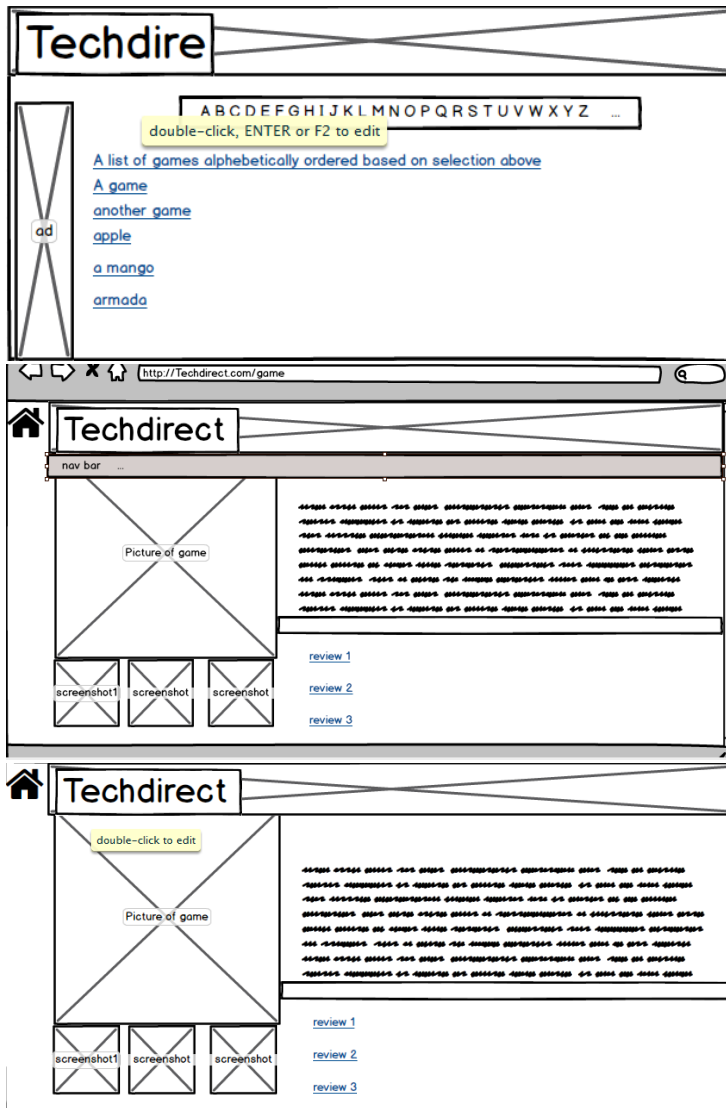 Techdire
A B C D E F G H I J K L M N O P Q R S T U V W X Y Z ...
double-click, ENTER or F2 to edit
A list of games alphebetically ordered based on selection above
A game
another game
ad
apple
a mango
armada
http://Techdirect.com/game
Techdirect
nav bar ...
Picture of game
review 1
screenshot1 screenshot screenshot
review 2
review 3
Techdirect
double-click to edit
Picture of game
review 1
screenshot1 screenshot screenshot
review 2
review 3